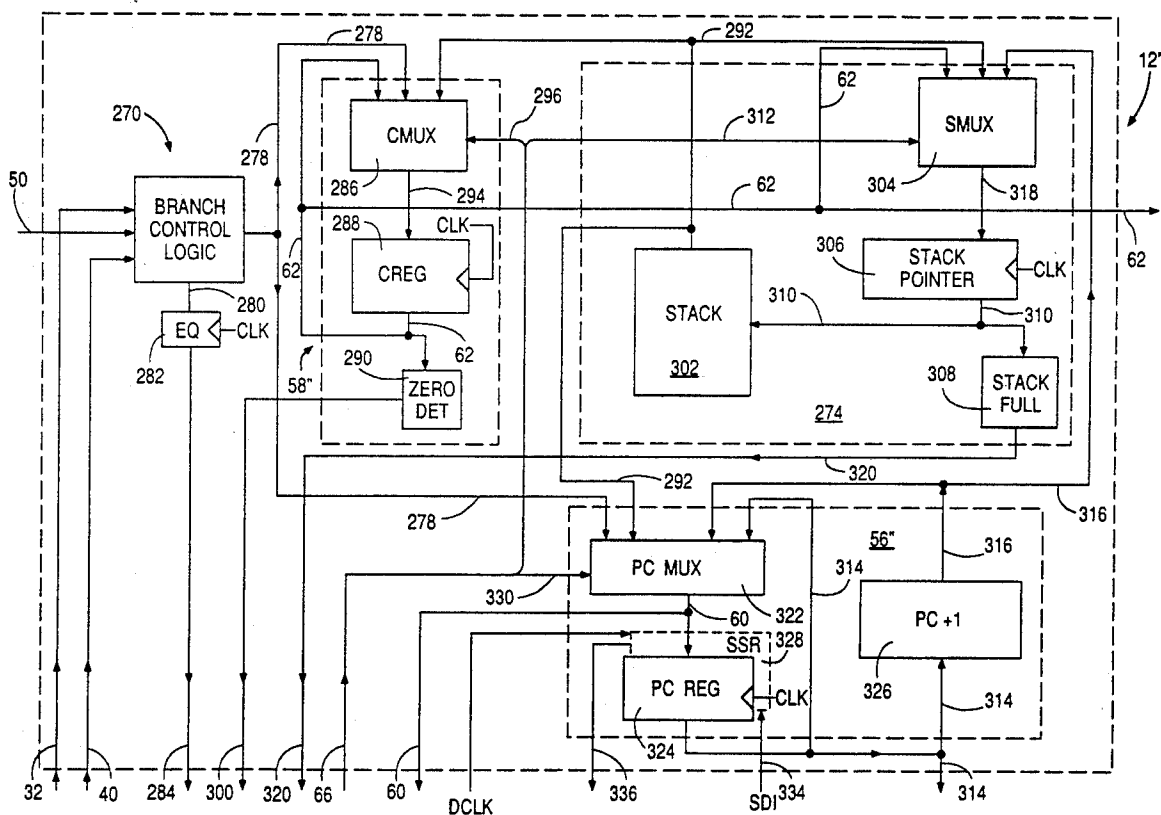 278
292
12'
62
296
312
270
CMUX
SMUX
278
286
304
50
294
318
BRANCH
CONTROL
LOGIC
62
62
288
CLK
306
STACK
POINTER
CLK
62
CREG
280
STACK
310
310
EQ
CLK
282
62
290
58"
ZERO
DET
302
308
STACK
FULL
274
320
292
278
316
56"
PC MUX
314
316
330
322
60
PC +1
SSR
328
326
PC REG
CLK
314
324
32
40
284
300
320
66
60
DCLK
336
SDI
334
314